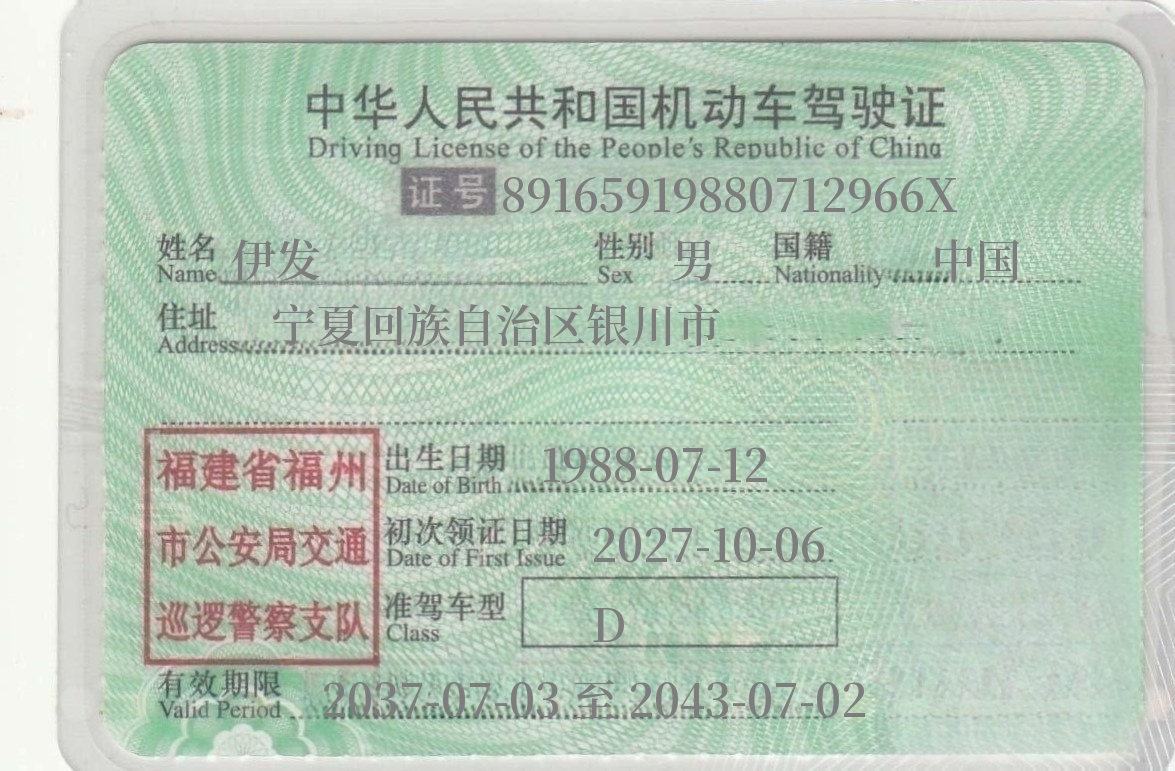 中华人民共和国机动车驾驶证
Driving License of the People's Republic of China
证号 89165919880712966X
姓名 伊发 性别 男 国籍 中国
Name Sex Nationality
住址 宁夏回族自治区银川市
Address
福建省福州
市公安局交通
巡逻警察支队
出生日期 1988-07-12
Date of Birth
初次领证日期 2027-10-06
Date of First Issue
准驾车型 D
Class
有效期限 2037-07-03 至 2043-07-02
Valid Period